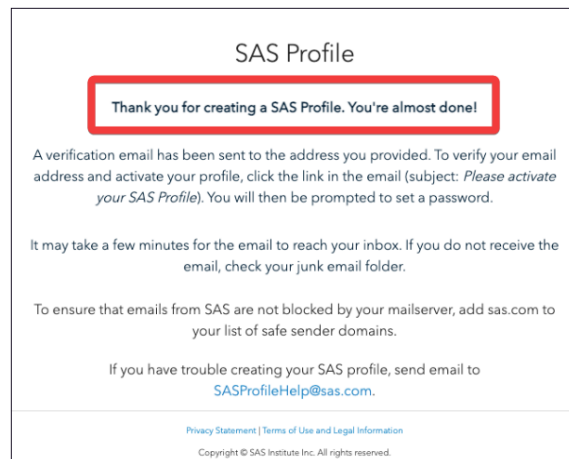 SAS Profile
Thank you for creating a SAS Profile. You're almost done!
A verification email has been sent to the address you provided. To verify your email
address and activate your profile, click the link in the email (subject: Please activate
your SAS Profile). You will then be prompted to set a password.
It may take a few minutes for the email to reach your inbox. If you do not receive the
email, check your junk email folder.
To ensure that emails from SAS are not blocked by your mailserver, add sas.com to
your list of safe sender domains.
If you have trouble creating your SAS profile, send email to
SASProfileHelp@sas.com.
Privacy Statement | Terms of Use and Legal Information
Copyright © SAS Institute Inc. All rights reserved.